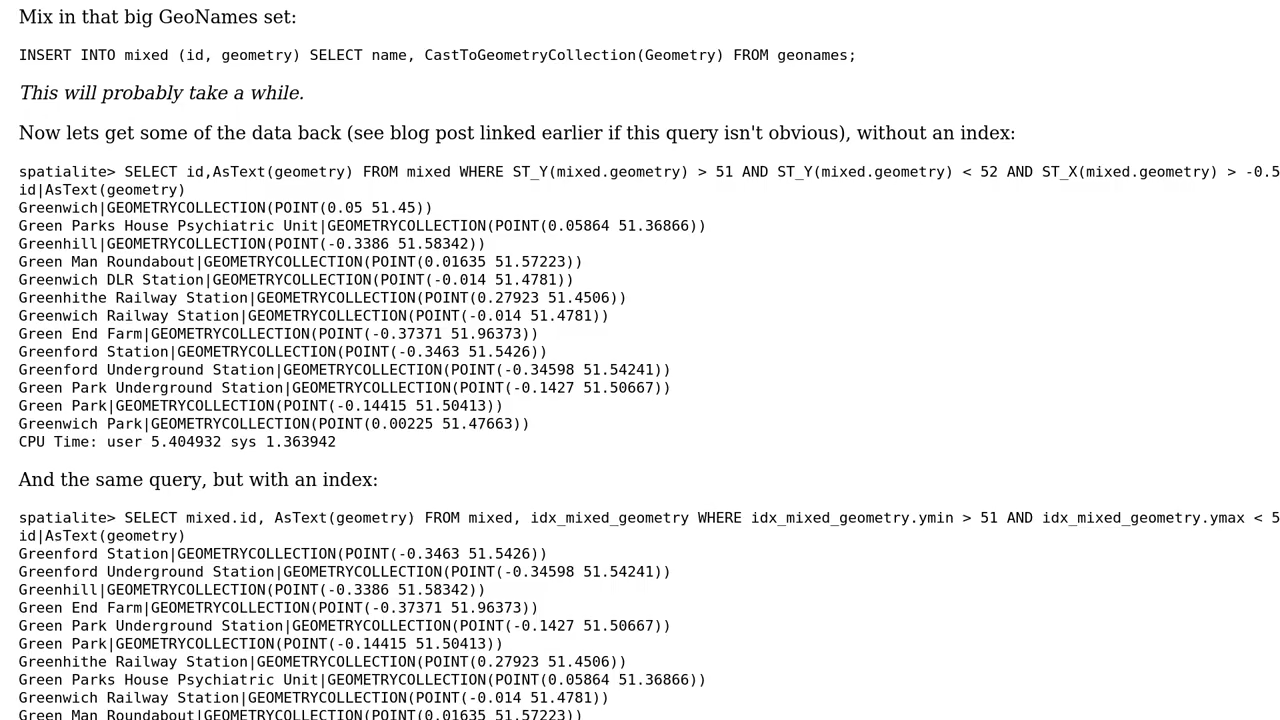 Mix in that big GeoNames set:
INSERT INTO mixed (id, geometry) SELECT name, CastToGeometryCollection(Geometry) FROM geonames;
This will probably take a while.
Now lets get some of the data back (see blog post linked earlier if this query isn't obvious), without an index:
spatialite> SELECT id,AsText(geometry) FROM mixed WHERE ST_Y(mixed.geometry) > 51 AND ST_Y(mixed.geometry) < 52 AND ST_X(mixed.geometry) > -0.5
id|AsText(geometry)
Greenwich|GEOMETRYCOLLECTION(POINT(0.05 51.45))
Green Parks House Psychiatric Unit|GEOMETRYCOLLECTION(POINT(0.05864 51.36866))
Greenhill|GEOMETRYCOLLECTION(POINT(-0.3386 51.58342))
Green Man Roundabout|GEOMETRYCOLLECTION(POINT(0.01635 51.57223))
Greenwich DLR Station|GEOMETRYCOLLECTION(POINT(-0.014 51.4781))
Greenhithe Railway Station|GEOMETRYCOLLECTION(POINT(0.27923 51.4506))
Greenwich Railway Station|GEOMETRYCOLLECTION(POINT(-0.014 51.4781))
Green End Farm|GEOMETRYCOLLECTION(POINT(-0.37371 51.96373))
Greenford Station|GEOMETRYCOLLECTION(POINT(-0.3463 51.5426))
Greenford Underground Station|GEOMETRYCOLLECTION(POINT(-0.34598 51.54241))
Green Park Underground Station|GEOMETRYCOLLECTION(POINT(-0.1427 51.50667))
Green Park|GEOMETRYCOLLECTION(POINT(-0.14415 51.50413))
Greenwich Park|GEOMETRYCOLLECTION(POINT(0.00225 51.47663))
CPU Time: user 5.404932 sys 1.363942
And the same query, but with an index:
spatialite> SELECT mixed.id, AsText(geometry) FROM mixed, idx_mixed_geometry WHERE idx_mixed_geometry.ymin > 51 AND idx_mixed_geometry.ymax < 5
id|AsText(geometry)
Greenford Station|GEOMETRYCOLLECTION(POINT(-0.3463 51.5426))
Greenford Underground Station|GEOMETRYCOLLECTION(POINT(-0.34598 51.54241))
Greenhill|GEOMETRYCOLLECTION(POINT(-0.3386 51.58342))
Green End Farm|GEOMETRYCOLLECTION(POINT(-0.37371 51.96373))
Green Park Underground Station|GEOMETRYCOLLECTION(POINT(-0.1427 51.50667))
Green Park|GEOMETRYCOLLECTION(POINT(-0.14415 51.50413))
Greenhithe Railway Station|GEOMETRYCOLLECTION(POINT(0.27923 51.4506))
Green Parks House Psychiatric Unit|GEOMETRYCOLLECTION(POINT(0.05864 51.36866))
Greenwich Railway Station|GEOMETRYCOLLECTION(POINT(-0.014 51.4781))
Green Man Roundabout|GEOMETRYCOLLECTION(POINT(0.01635 51.57223))